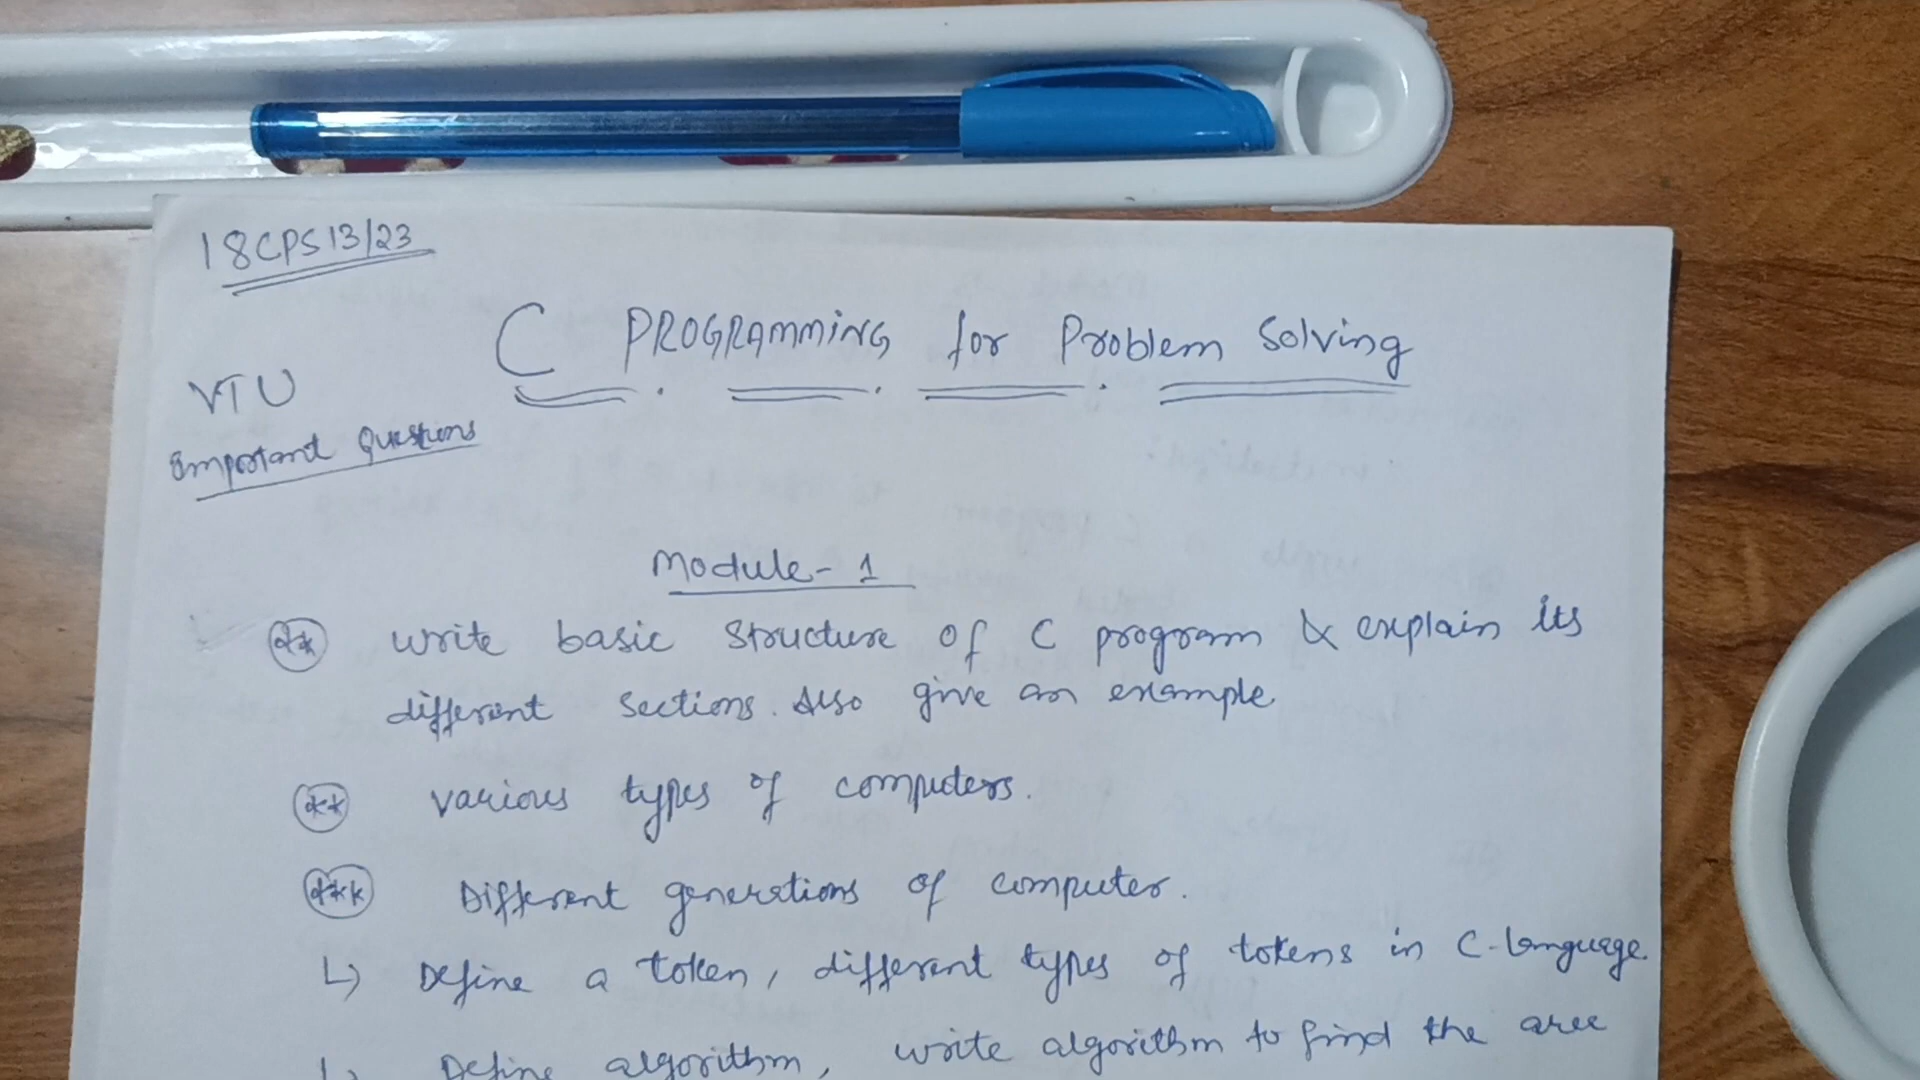 18CPS13/23
C PROGRAMMING for Problem Solving
VTU
Important Questions
Module - 1
** write basic structure of C program & explain its
different sections. Also give an example.
** various types of computers.
*** Different generations of computer.
↳ Define a token, different types of tokens in C-language.
↳ Define algorithm, write algorithm to find the area